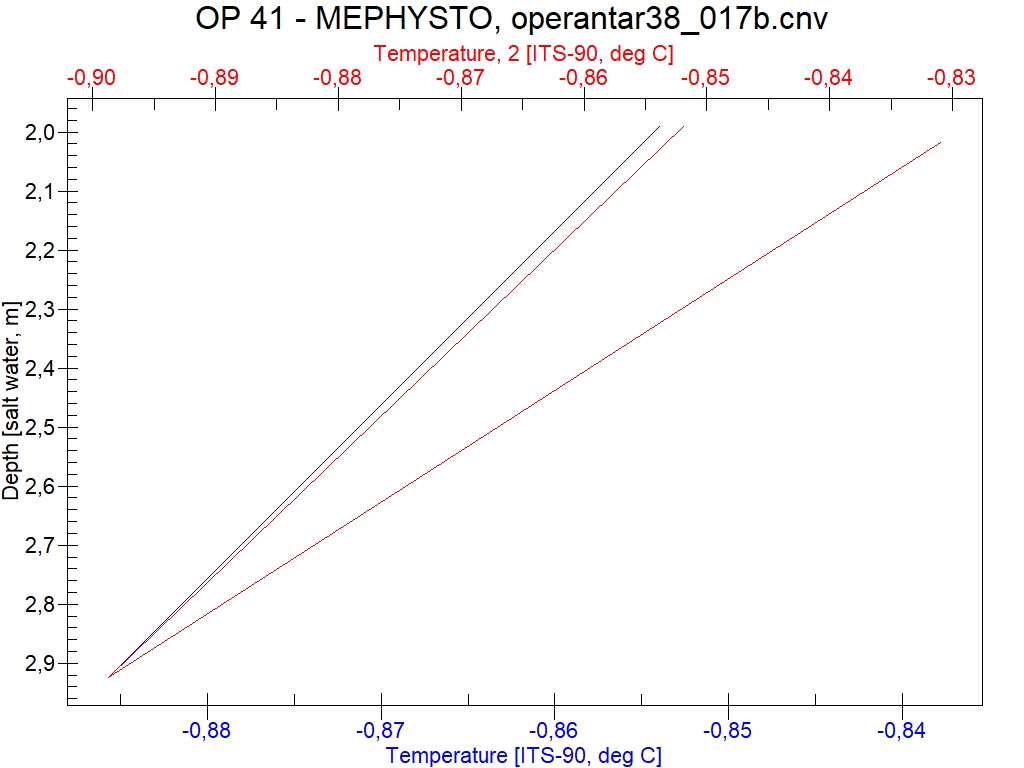 OP 41 - MEPHYSTO, operantar38_017b.cnv
Temperature, 2 [ITS-90, deg C]
-0,90 -0,89 -0,88 -0,87 -0,86 -0,85 -0,84 -0,83
Depth [salt water, m]
2,0
2,1
2,2
2,3
2,4
2,5
2,6
2,7
2,8
2,9
-0,88 -0,87 -0,86 -0,85 -0,84
Temperature [ITS-90, deg C]